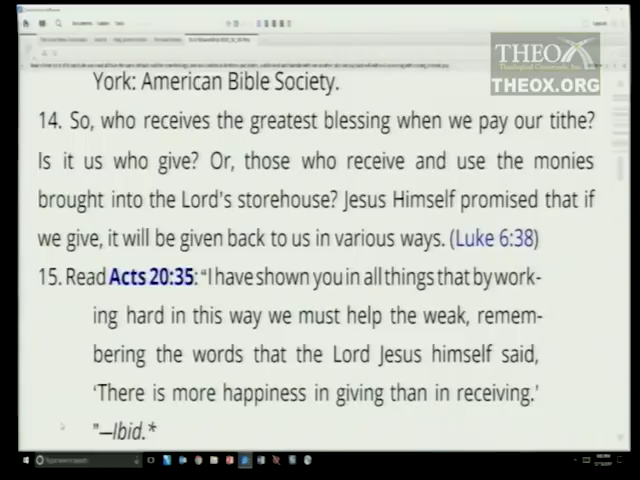 THEOX
THEOX.ORG
York: American Bible Society.
14. So, who receives the greatest blessing when we pay our tithe?
Is it us who give? Or, those who receive and use the monies
brought into the Lord's storehouse? Jesus Himself promised that if
we give, it will be given back to us in various ways. (Luke 6:38)
15. Read Acts 20:35: “I have shown you in all things that by work-
ing hard in this way we must help the weak, remem-
bering the words that the Lord Jesus himself said,
‘There is more happiness in giving than in receiving.’
”—Ibid.*